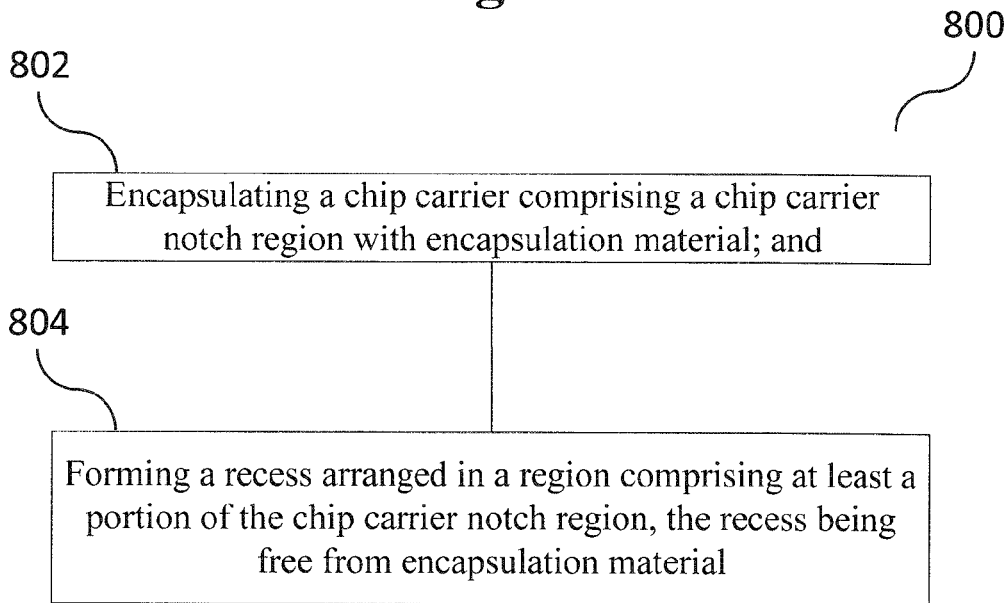 800
802
Encapsulating a chip carrier comprising a chip carrier
notch region with encapsulation material; and
804
Forming a recess arranged in a region comprising at least a
portion of the chip carrier notch region, the recess being
free from encapsulation material